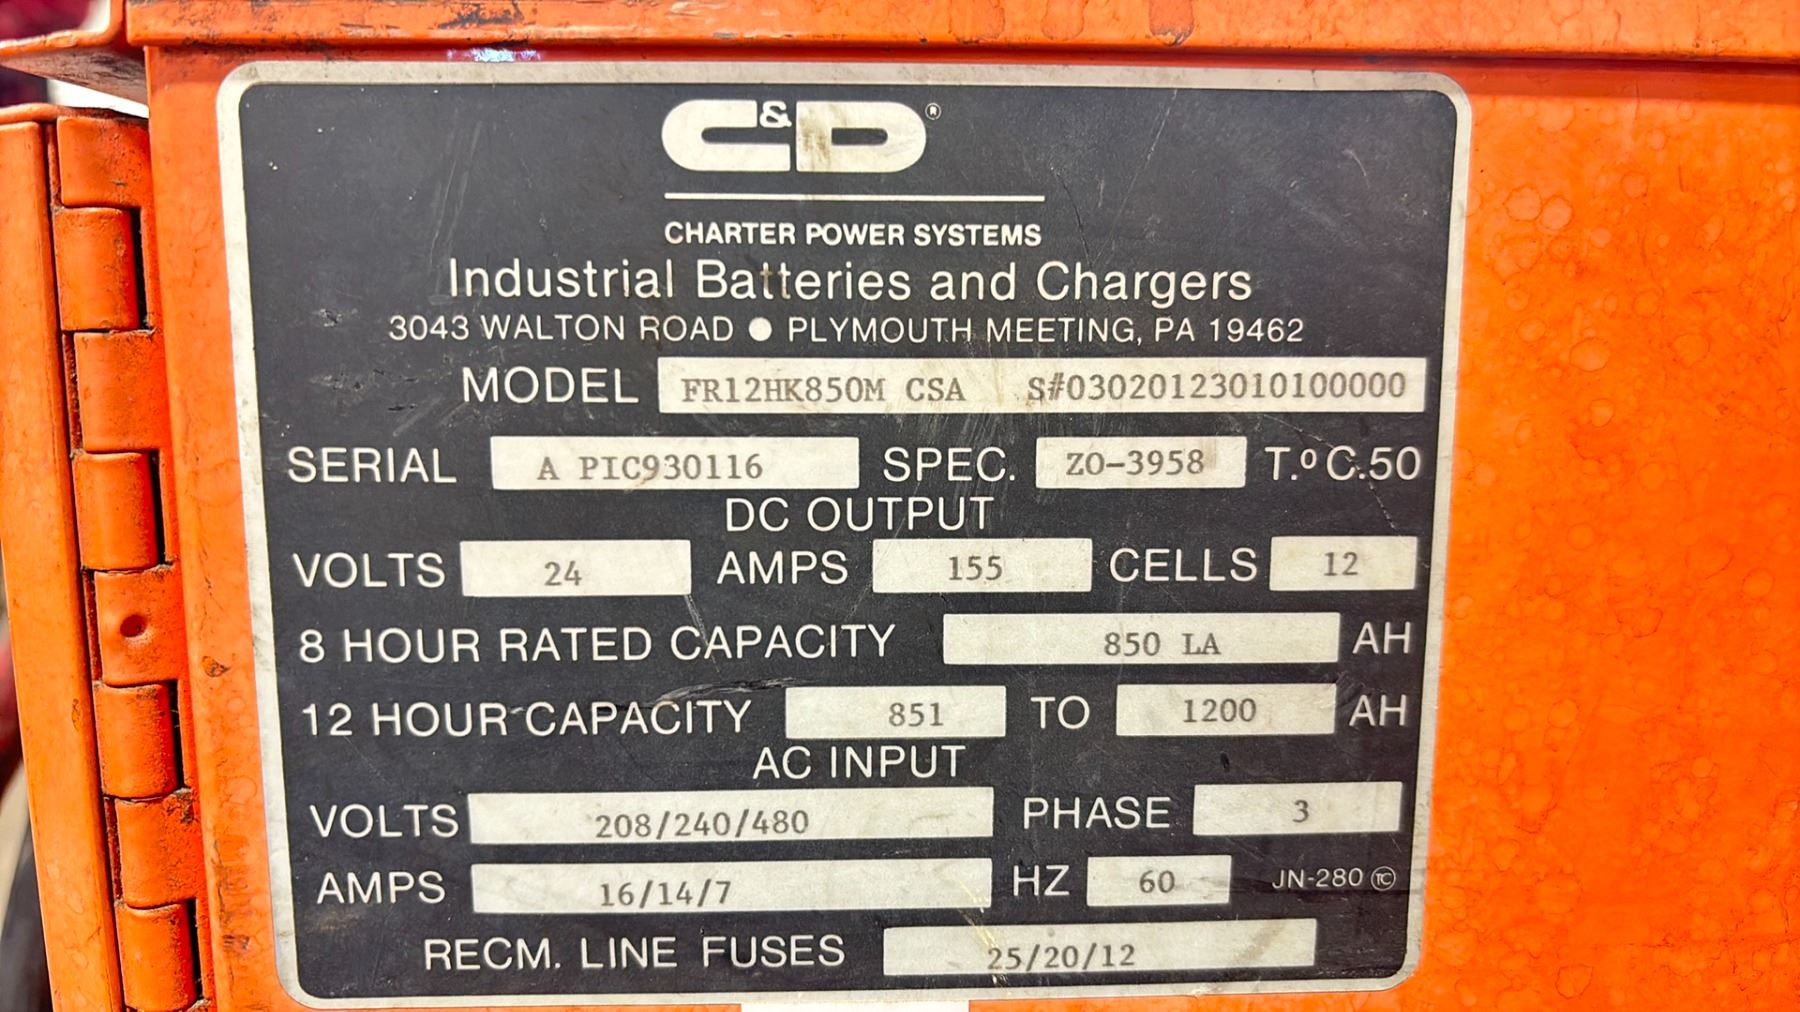 C&D®
CHARTER POWER SYSTEMS
Industrial Batteries and Chargers
3043 WALTON ROAD ● PLYMOUTH MEETING, PA 19462
MODEL FR12HK850M CSA S#03020123010100000
SERIAL A PIC930116 SPEC. ZO-3958 T.º C.50
DC OUTPUT
VOLTS 24 AMPS 155 CELLS 12
8 HOUR RATED CAPACITY 850 LA AH
12 HOUR CAPACITY 851 TO 1200 AH
AC INPUT
VOLTS 208/240/480 PHASE 3
AMPS 16/14/7 HZ 60 JN-280 TC
RECM. LINE FUSES 25/20/12